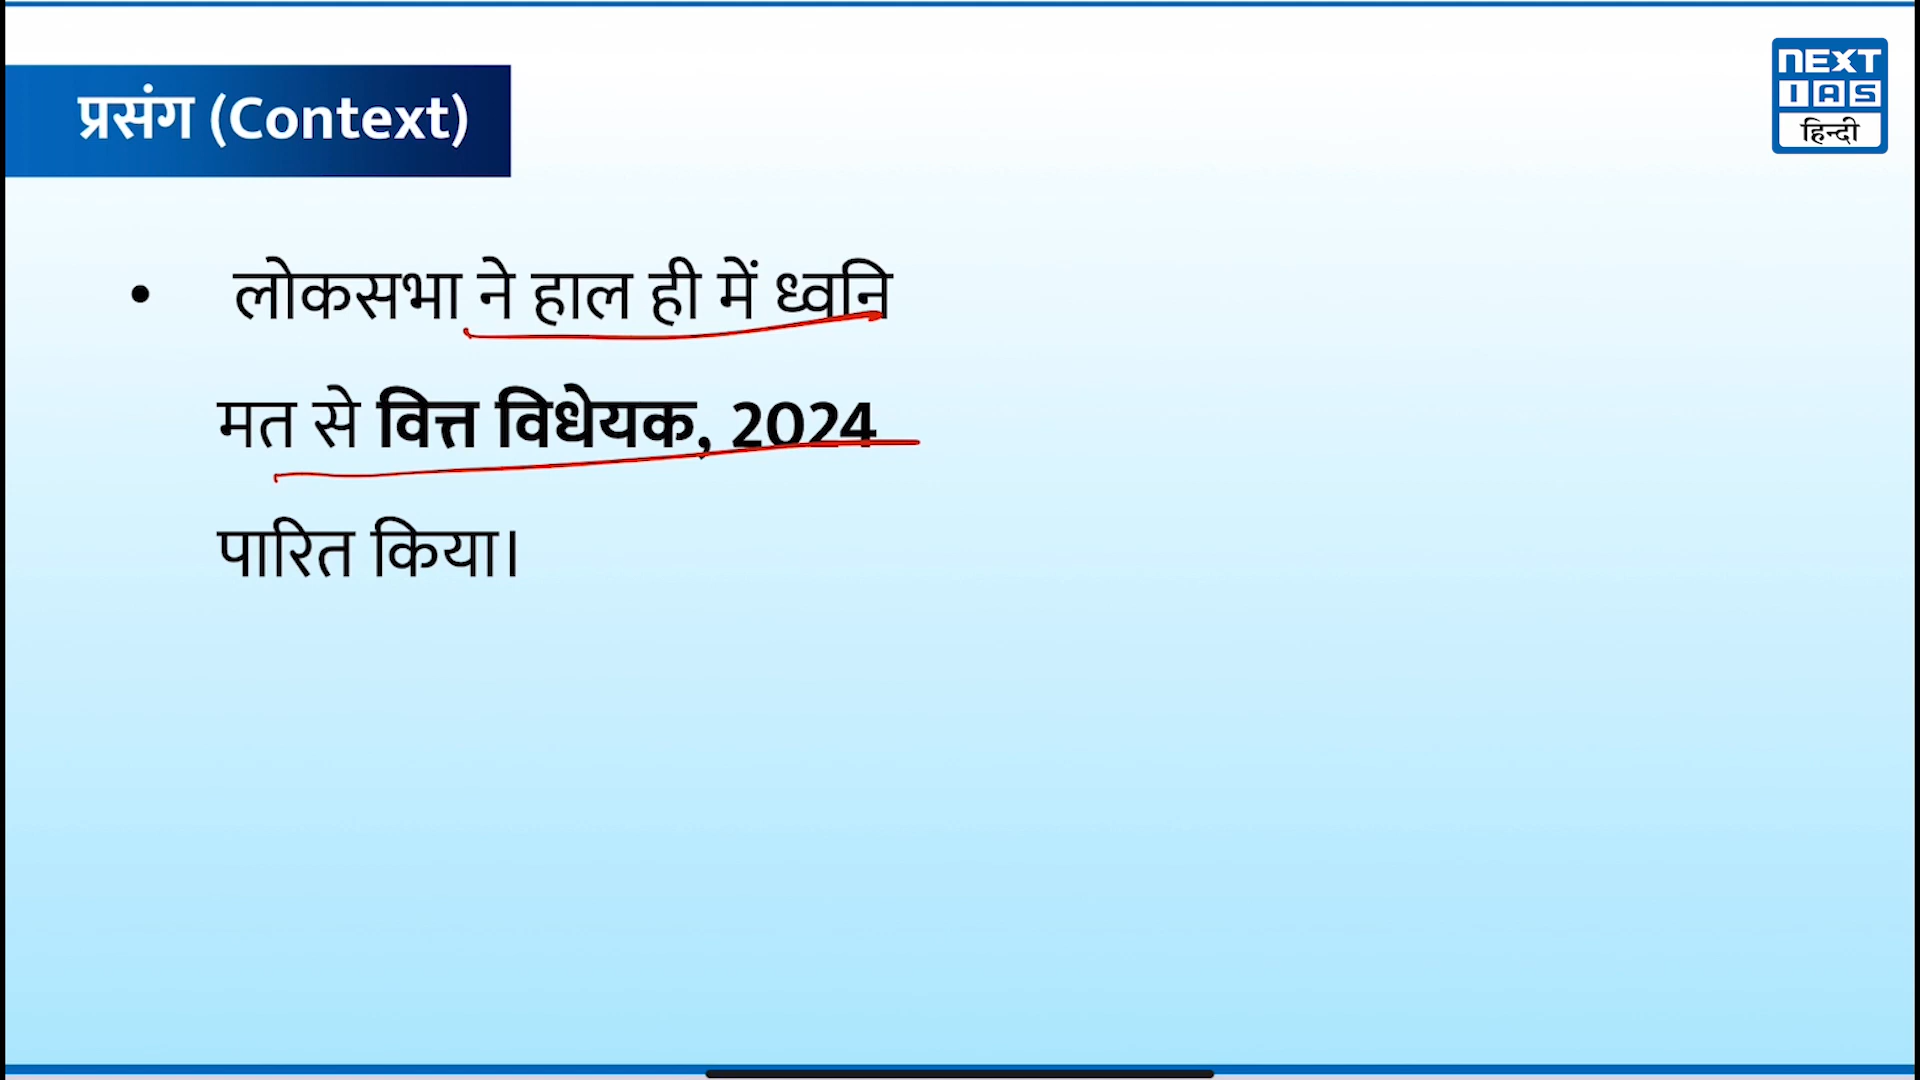 प्रसंग (Context)
NEXT
IAS
हिन्दी
• लोकसभा ने हाल ही में ध्वनि
मत से वित्त विधेयक, 2024
पारित किया।